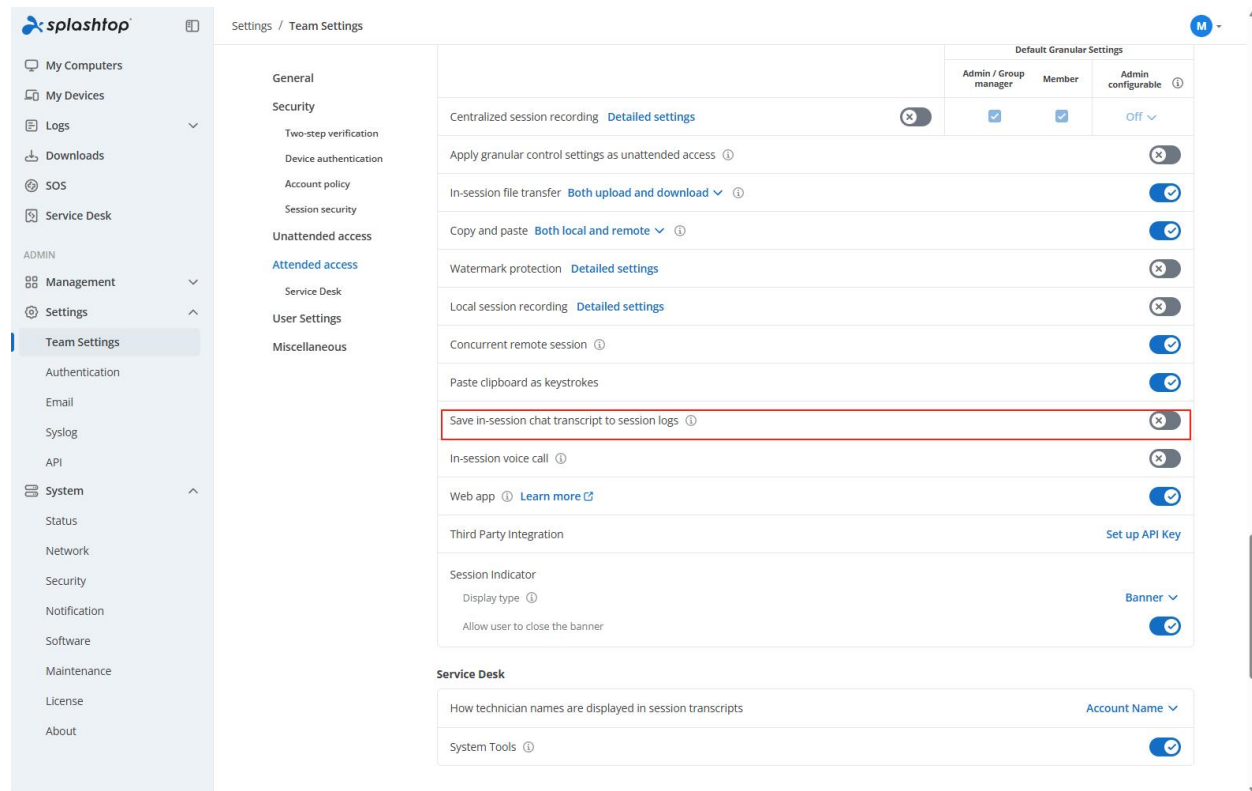 splashtop
Settings / Team Settings
M
My Computers
My Devices
Logs
Downloads
SOS
Service Desk
ADMIN
Management
Settings
Team Settings
Authentication
Email
Syslog
API
System
Status
Network
Security
Notification
Software
Maintenance
License
About
General
Security
Two-step verification
Device authentication
Account policy
Session security
Unattended access
Attended access
Service Desk
User Settings
Miscellaneous
Default Granular Settings
Admin / Group manager
Member
Admin configurable
Centralized session recording Detailed settings
Off
Apply granular control settings as unattended access
In-session file transfer Both upload and download
Copy and paste Both local and remote
Watermark protection Detailed settings
Local session recording Detailed settings
Concurrent remote session
Paste clipboard as keystrokes
Save in-session chat transcript to session logs
In-session voice call
Web app Learn more
Third Party Integration Set up API Key
Session Indicator
Display type Banner
Allow user to close the banner
Service Desk
How technician names are displayed in session transcripts Account Name
System Tools